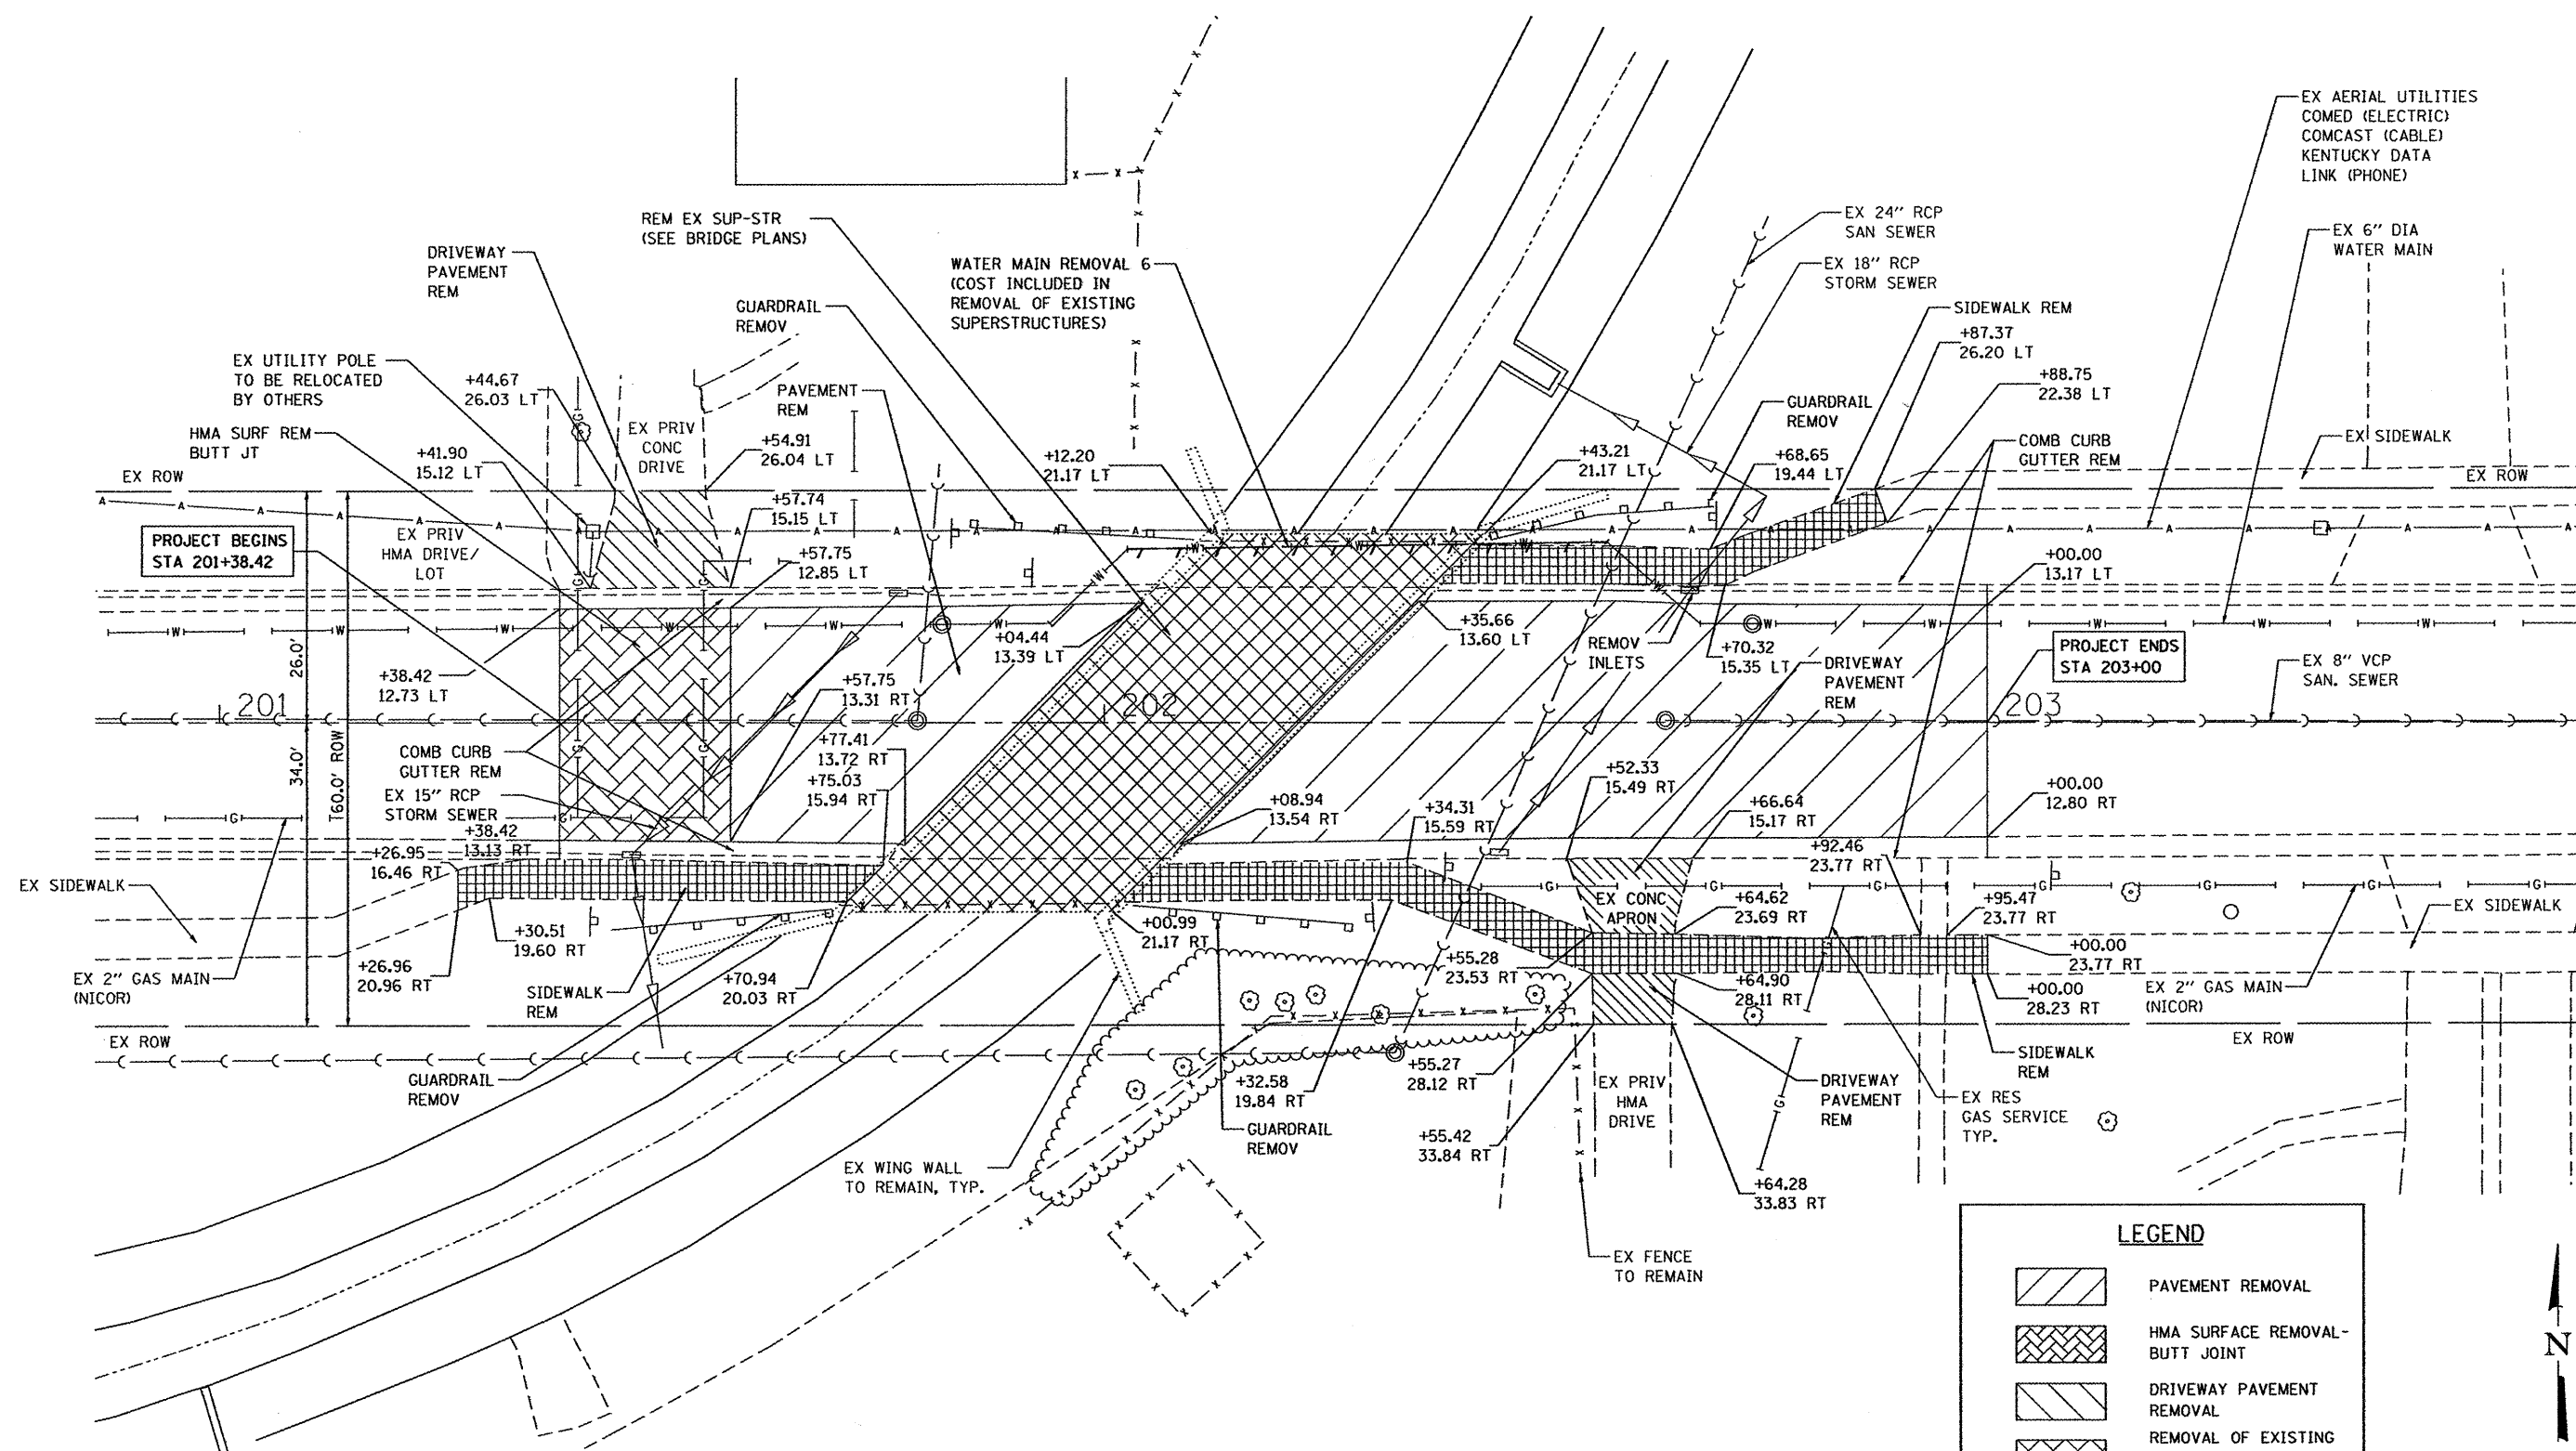 EX AERIAL UTILITIES
COMED (ELECTRIC)
COMCAST (CABLE)
KENTUCKY DATA
LINK (PHONE)
EX 24" RCP
SAN SEWER
EX 6" DIA
WATER MAIN
REM EX SUP-STR
(SEE BRIDGE PLANS)
DRIVEWAY
PAVEMENT
REM
WATER MAIN REMOVAL 6
(COST INCLUDED IN
REMOVAL OF EXISTING
SUPERSTRUCTURES)
EX 18" RCP
STORM SEWER
GUARDRAIL
REMOV
SIDEWALK REM
+87.37
26.20 LT
EX UTILITY POLE
TO BE RELOCATED
BY OTHERS
+44.67
26.03 LT
PAVEMENT
REM
+88.75
22.38 LT
GUARDRAIL
REMOV
HMA SURF REM
BUTT JT
EX PRIV
CONC
DRIVE
+54.91
26.04 LT
COMB CURB
GUTTER REM
EX SIDEWALK
+41.90
15.12 LT
+12.20
21.17 LT
+43.21
21.17 LT
+68.65
19.44 LT
EX ROW
EX ROW
+57.74
15.15 LT
PROJECT BEGINS
STA 201+38.42
EX PRIV
HMA DRIVE/
LOT
+57.75
12.85 LT
+00.00
13.17 LT
26.0'
+04.44
13.39 LT
+35.66
13.60 LT
REMOV
INLETS
+70.32
15.35 LT
DRIVEWAY
PAVEMENT
REM
PROJECT ENDS
STA 203+00
EX 8" VCP
SAN. SEWER
+38.42
12.73 LT
+57.75
13.31 RT
201
202
203
34.0'
T60.0' ROW
COMB CURB
GUTTER REM
+77.41
13.72 RT
+75.03
15.94 RT
EX 15" RCP
STORM SEWER
+52.33
15.49 RT
+00.00
12.80 RT
+08.94
13.54 RT
+34.31
15.59 RT
+66.64
15.17 RT
+38.42
13.13 RT
+26.95
16.46 RT
+92.46
23.77 RT
EX SIDEWALK
EX CONC
APRON
+64.62
23.69 RT
+95.47
23.77 RT
EX SIDEWALK
+30.51
19.60 RT
+00.99
21.17 RT
+00.00
23.77 RT
+26.96
20.96 RT
EX 2" GAS MAIN
(NICOR)
SIDEWALK
REM
+70.94
20.03 RT
+55.28
23.53 RT
+64.90
28.11 RT
EX 2" GAS MAIN
(NICOR)
+00.00
28.23 RT
EX ROW
EX ROW
GUARDRAIL
REMOV
+32.58
19.84 RT
+55.27
28.12 RT
EX PRIV
HMA
DRIVE
DRIVEWAY
PAVEMENT
REM
SIDEWALK
REM
EX RES
GAS SERVICE
TYP.
GUARDRAIL
REMOV
+55.42
33.84 RT
EX WING WALL
TO REMAIN, TYP.
+64.28
33.83 RT
EX FENCE
TO REMAIN
LEGEND
PAVEMENT REMOVAL
HMA SURFACE REMOVAL-
BUTT JOINT
DRIVEWAY PAVEMENT
REMOVAL
REMOVAL OF EXISTING
N